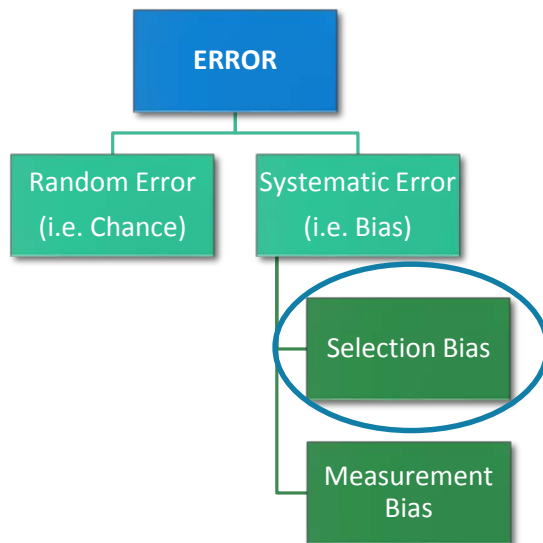 ERROR
Random Error
(i.e. Chance)
Systematic Error
(i.e. Bias)
Selection Bias
Measurement
Bias